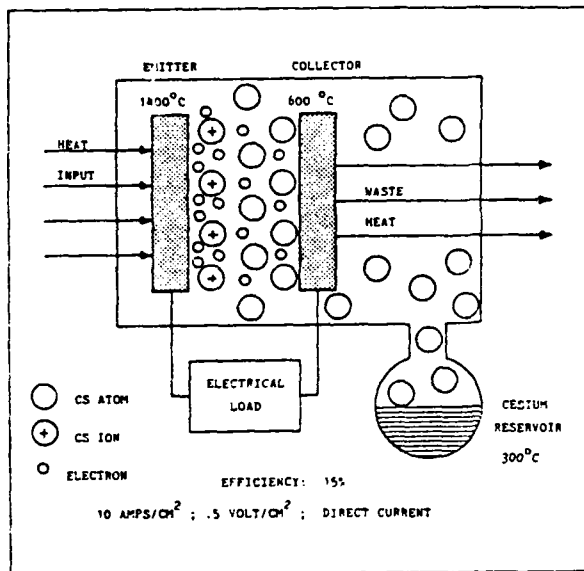 EMITTER COLLECTOR
1400°C 600 °C
HEAT
INPUT
WASTE
HEAT
ELECTRICAL
LOAD
CS ATOM
CS ION
ELECTRON
CESIUM
RESERVOIR
300°C
EFFICIENCY: 15%
10 AMPS/CM² ; .5 VOLT/CM² ; DIRECT CURRENT